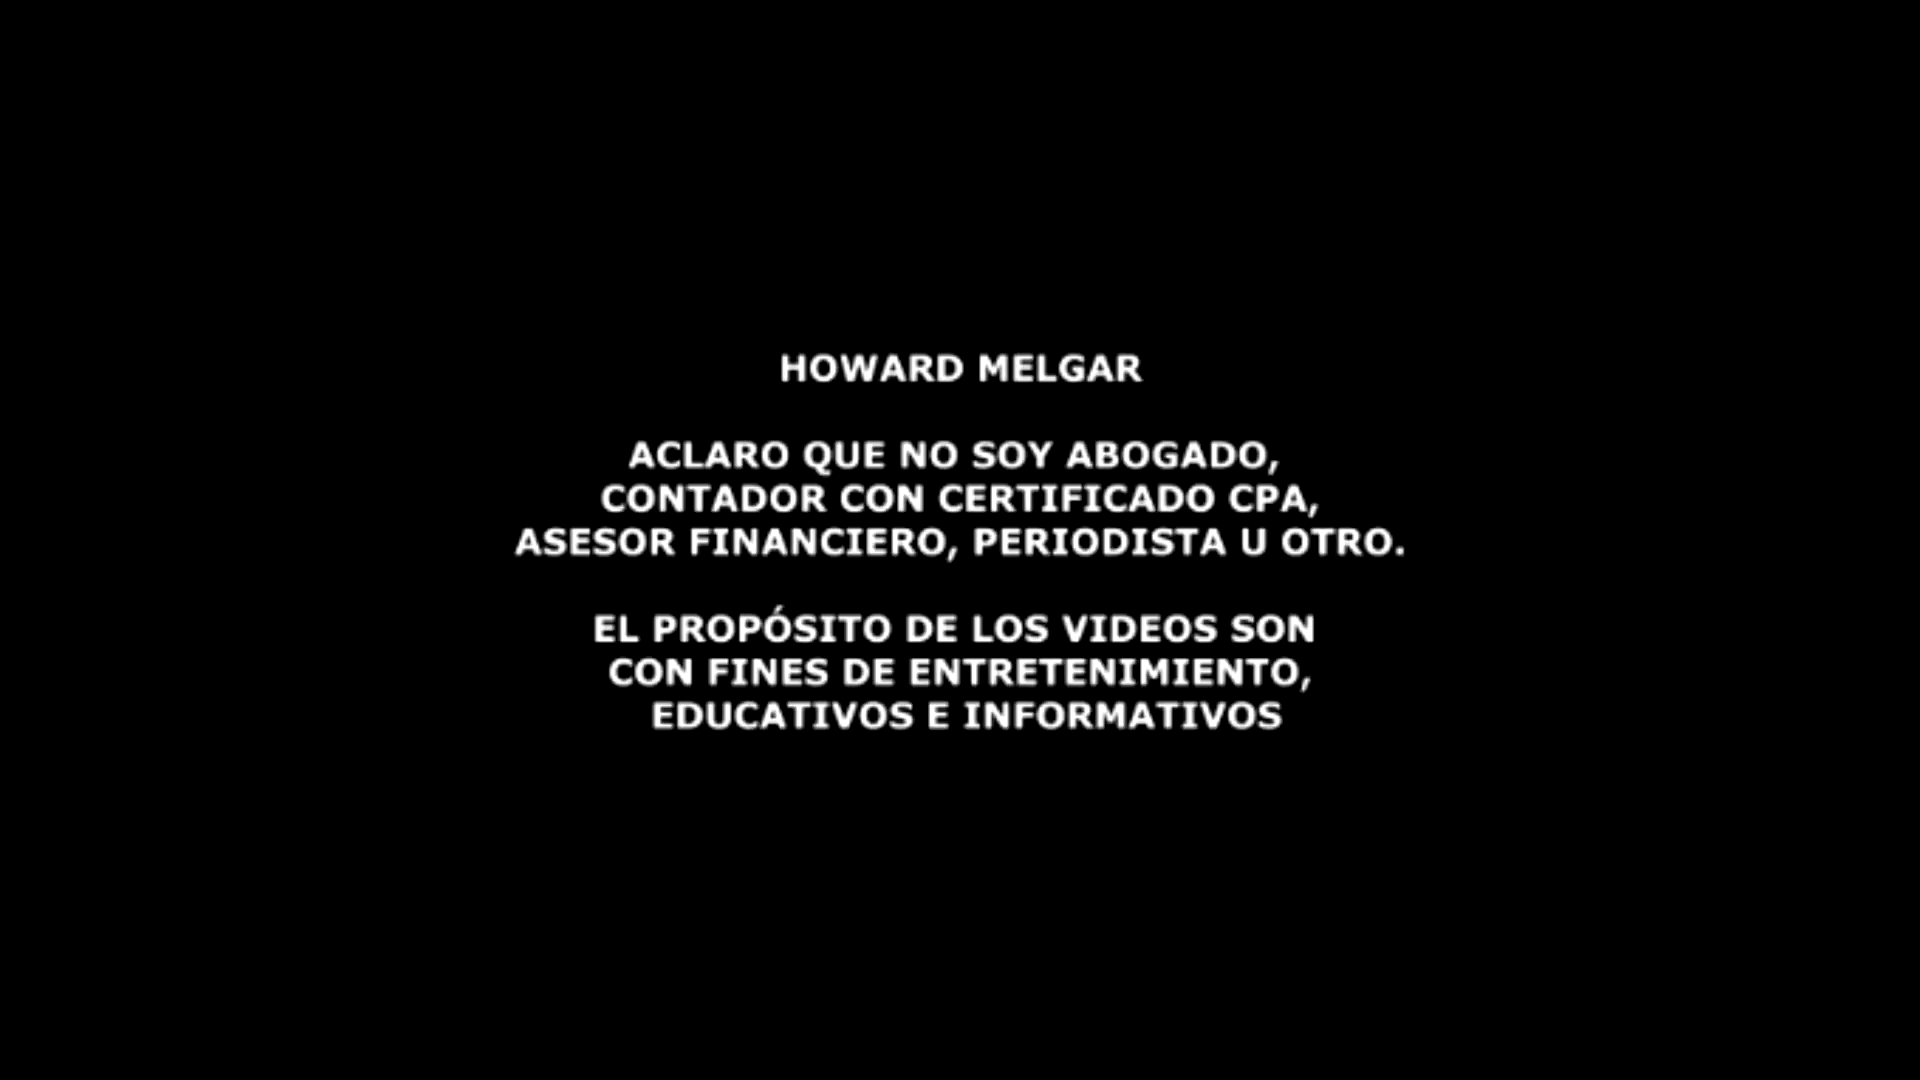 HOWARD MELGAR
ACLARO QUE NO SOY ABOGADO,
CONTADOR CON CERTIFICADO CPA,
ASESOR FINANCIERO, PERIODISTA U OTRO.
EL PROPÓSITO DE LOS VIDEOS SON
CON FINES DE ENTRETENIMIENTO,
EDUCATIVOS E INFORMATIVOS